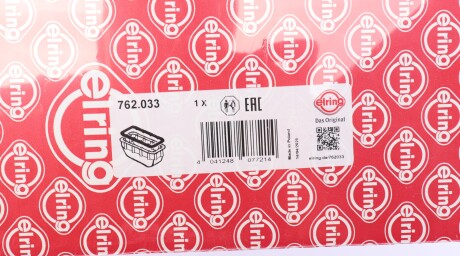 elring
762.033 1 X EAC
elring
Das Original
Made in Poland
elring.de/762033
4 041248 077214